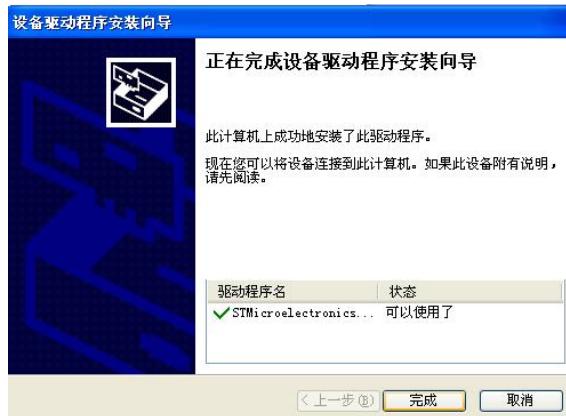 设备驱动程序安装向导
正在完成设备驱动程序安装向导
此计算机上成功地安装了此驱动程序。
现在您可以将设备连接到此计算机。如果此设备附有说明，
请先阅读。
驱动程序名 状态
STMicroelectronics... 可以使用了
<上一步(B) 完成 取消